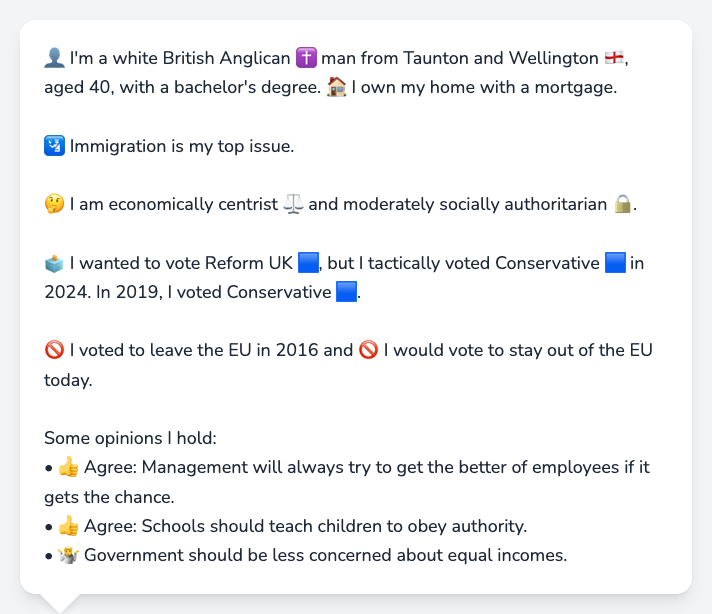 👤 I'm a white British Anglican ✝️ man from Taunton and Wellington 🏴󠁧󠁢󠁥󠁮󠁧󠁿,
aged 40, with a bachelor's degree. 🏠 I own my home with a mortgage.
🛂 Immigration is my top issue.
🤔 I am economically centrist ⚖️ and moderately socially authoritarian 🔒.
🗳️ I wanted to vote Reform UK 🟦, but I tactically voted Conservative 🟦 in
2024. In 2019, I voted Conservative 🟦.
🚫 I voted to leave the EU in 2016 and 🚫 I would vote to stay out of the EU
today.
Some opinions I hold:
• 👍 Agree: Management will always try to get the better of employees if it
gets the chance.
• 👍 Agree: Schools should teach children to obey authority.
• 🤷 Government should be less concerned about equal incomes.